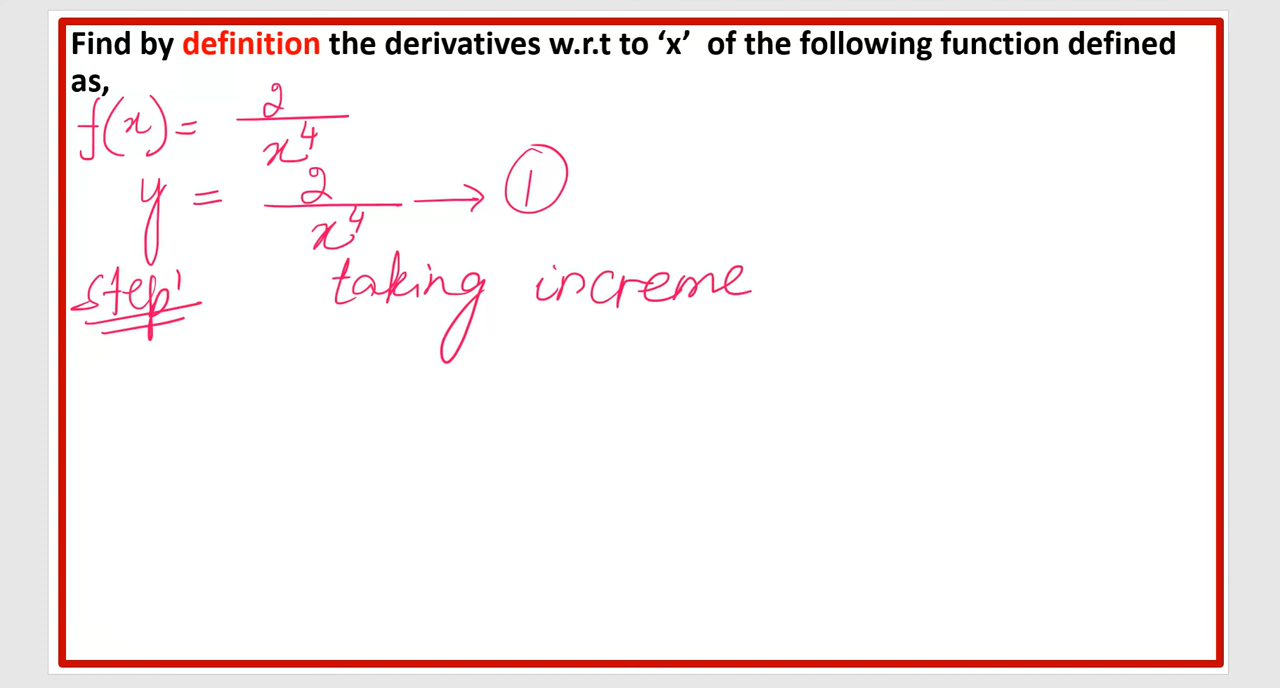 Find by definition the derivatives w.r.t to ‘x’ of the following function defined
as,
f(x) = 2/x⁴
y = 2/x⁴ → ①
step 1 taking increme